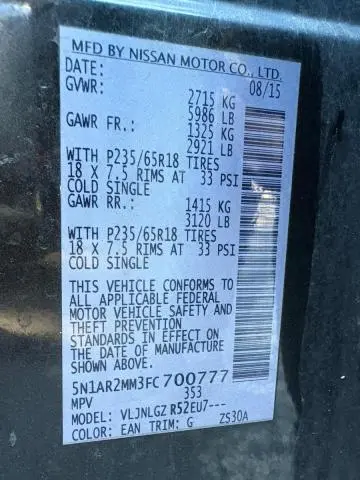 MFD BY NISSAN MOTOR CO., LTD.
DATE: 08/15
GVWR: 2715 KG
5986 LB
GAWR FR.: 1325 KG
2921 LB
WITH P235/65R18 TIRES
18 X 7.5 RIMS AT 33 PSI
COLD SINGLE
GAWR RR.: 1415 KG
3120 LB
WITH P235/65R18 TIRES
18 X 7.5 RIMS AT 33 PSI
COLD SINGLE
THIS VEHICLE CONFORMS TO
ALL APPLICABLE FEDERAL
MOTOR VEHICLE SAFETY AND
THEFT PREVENTION
STANDARDS IN EFFECT ON
THE DATE OF MANUFACTURE
SHOWN ABOVE.
5N1AR2MM3FC700777
MPV 353
MODEL: VLJNLGZ R52EU7---
COLOR: EAN TRIM: G ZS30A